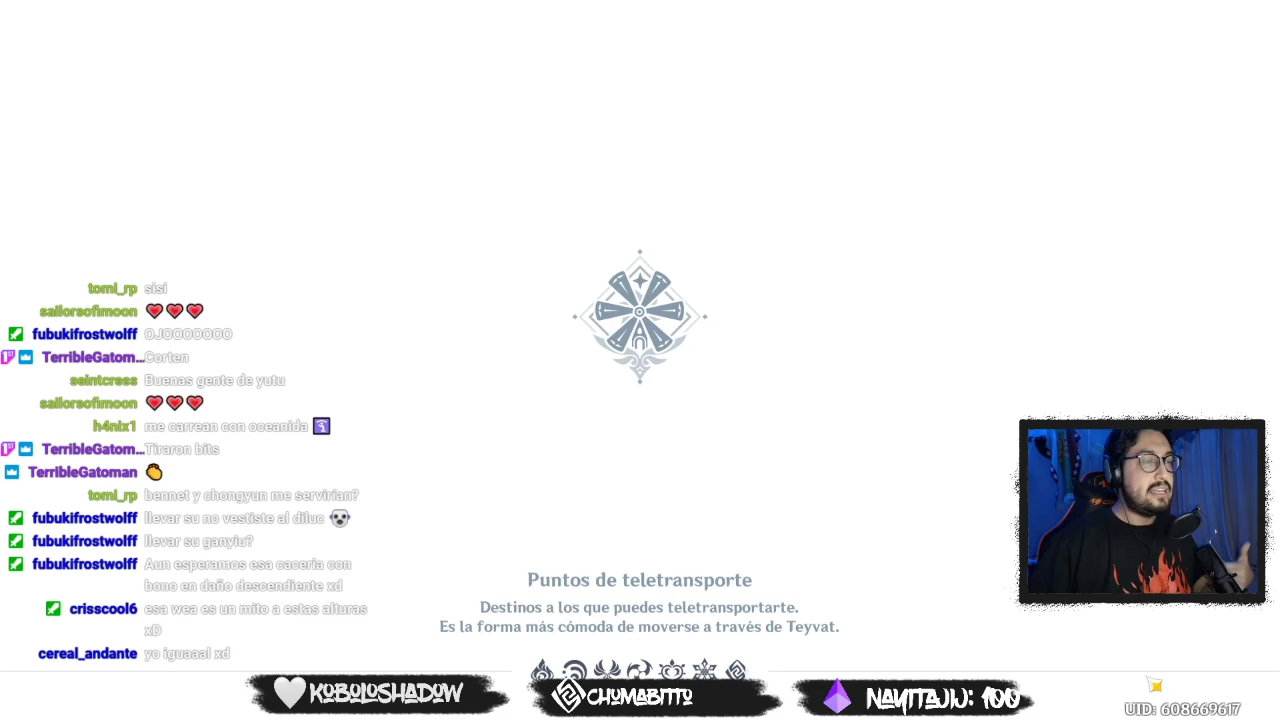 toml_rp sisi
sailorsofimoon
fubukifrostwolff OJOOOOOOO
TerribleGatom... Corten
seintcress Buenas gente de yutu
sailorsofimoon
h4nix1 me carrean con oceanida
TerribleGatom... Tiraron bits
TerribleGatoman
toml_rp bennet y chongyun me servirian?
fubukifrostwolff llevar su no vestiste al diluc
fubukifrostwolff llevar su ganyiu?
fubukifrostwolff Aun esperamos esa caceria con
bono en daño descendiente xd
crisscool6 esa wea es un mito a estas alturas
xD
cereal_andante yo iguaaal xd
Puntos de teletransporte
Destinos a los que puedes teletransportarte.
Es la forma más cómoda de moverse a través de Teyvat.
KOBOLOSHADOW
CHUMABITTO
NAYITAJIJ: 100
UID: 608669617